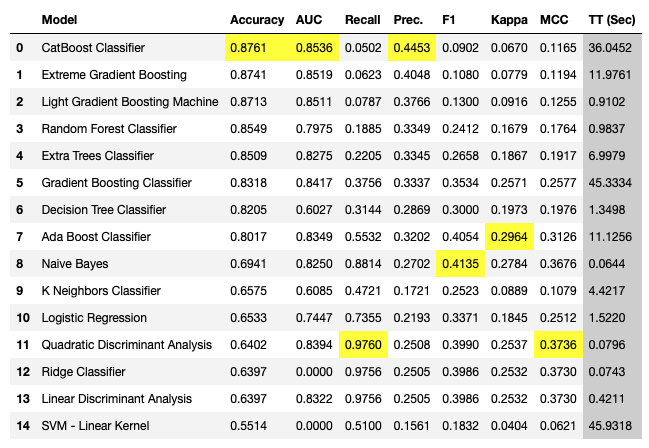 Model Accuracy AUC Recall Prec. F1 Kappa MCC TT (Sec)
0 CatBoost Classifier 0.8761 0.8536 0.0502 0.4453 0.0902 0.0670 0.1165 36.0452
1 Extreme Gradient Boosting 0.8741 0.8519 0.0623 0.4048 0.1080 0.0779 0.1194 11.9761
2 Light Gradient Boosting Machine 0.8713 0.8511 0.0787 0.3766 0.1300 0.0916 0.1255 0.9102
3 Random Forest Classifier 0.8549 0.7975 0.1885 0.3349 0.2412 0.1679 0.1764 0.9837
4 Extra Trees Classifier 0.8509 0.8275 0.2205 0.3345 0.2658 0.1867 0.1917 6.9979
5 Gradient Boosting Classifier 0.8318 0.8417 0.3756 0.3337 0.3534 0.2571 0.2577 45.3334
6 Decision Tree Classifier 0.8205 0.6027 0.3144 0.2869 0.3000 0.1973 0.1976 1.3498
7 Ada Boost Classifier 0.8017 0.8349 0.5532 0.3202 0.4054 0.2964 0.3126 11.1256
8 Naive Bayes 0.6941 0.8250 0.8814 0.2702 0.4135 0.2784 0.3676 0.0644
9 K Neighbors Classifier 0.6575 0.6085 0.4721 0.1721 0.2523 0.0889 0.1079 4.4217
10 Logistic Regression 0.6533 0.7447 0.7355 0.2193 0.3371 0.1845 0.2512 1.5220
11 Quadratic Discriminant Analysis 0.6402 0.8394 0.9760 0.2508 0.3990 0.2537 0.3736 0.0796
12 Ridge Classifier 0.6397 0.0000 0.9756 0.2505 0.3986 0.2532 0.3730 0.0743
13 Linear Discriminant Analysis 0.6397 0.8322 0.9756 0.2505 0.3986 0.2532 0.3730 0.4211
14 SVM - Linear Kernel 0.5514 0.0000 0.5100 0.1561 0.1832 0.0404 0.0621 45.9318